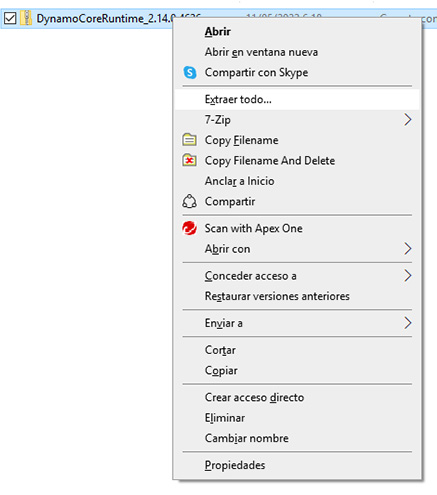 DynamoCoreRuntime_2.14.0.4636
11/05/2022 6:18
Abrir
Abrir en ventana nueva
Compartir con Skype
Extraer todo...
7-Zip
Copy Filename
Copy Filename And Delete
Anclar a Inicio
Compartir
Scan with Apex One
Abrir con
Conceder acceso a
Restaurar versiones anteriores
Enviar a
Cortar
Copiar
Crear acceso directo
Eliminar
Cambiar nombre
Propiedades